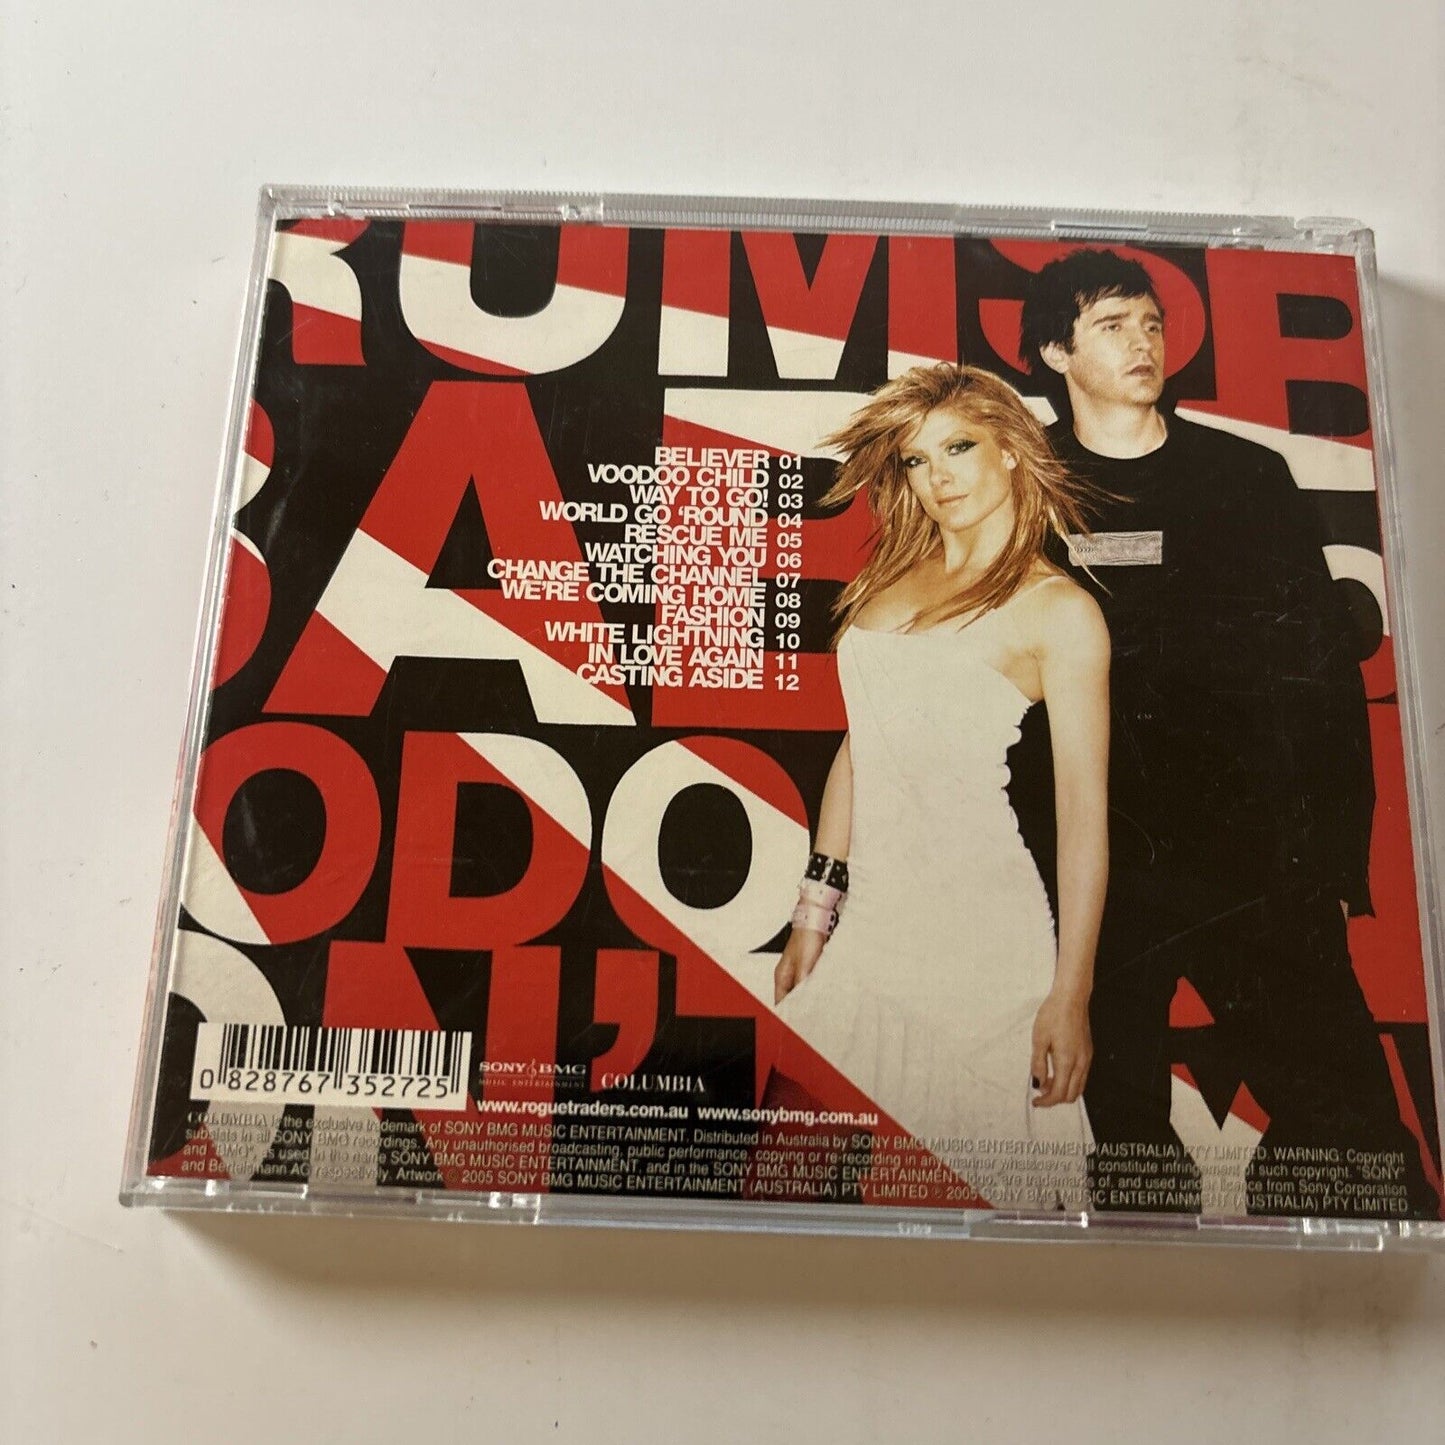 RUMSB
BABE
OODOO
ON'T
BELIEVER 01
VOODOO CHILD 02
WAY TO GO! 03
WORLD GO 'ROUND 04
RESCUE ME 05
WATCHING YOU 06
CHANGE THE CHANNEL 07
WE'RE COMING HOME 08
FASHION 09
WHITE LIGHTNING 10
IN LOVE AGAIN 11
CASTING ASIDE 12
0 828767 352725
SONY BMG
MUSIC ENTERTAINMENT
COLUMBIA
www.roguetraders.com.au www.sonybmg.com.au
COLUMBIA is the exclusive trademark of SONY BMG MUSIC ENTERTAINMENT. Distributed in Australia by SONY BMG MUSIC ENTERTAINMENT (AUSTRALIA) PTY LIMITED. WARNING: Copyright
subsists in all SONY BMG recordings. Any unauthorised broadcasting, public performance, copying or re-recording in any manner whatsoever will constitute infringement of such copyright. "SONY"
and "BMG", as used in the name SONY BMG MUSIC ENTERTAINMENT, and in the SONY BMG MUSIC ENTERTAINMENT logo, are trademarks of, and used under licence from Sony Corporation
and Bertelsmann AG respectively. Artwork © 2005 SONY BMG MUSIC ENTERTAINMENT (AUSTRALIA) PTY LIMITED ℗ 2005 SONY BMG MUSIC ENTERTAINMENT (AUSTRALIA) PTY LIMITED